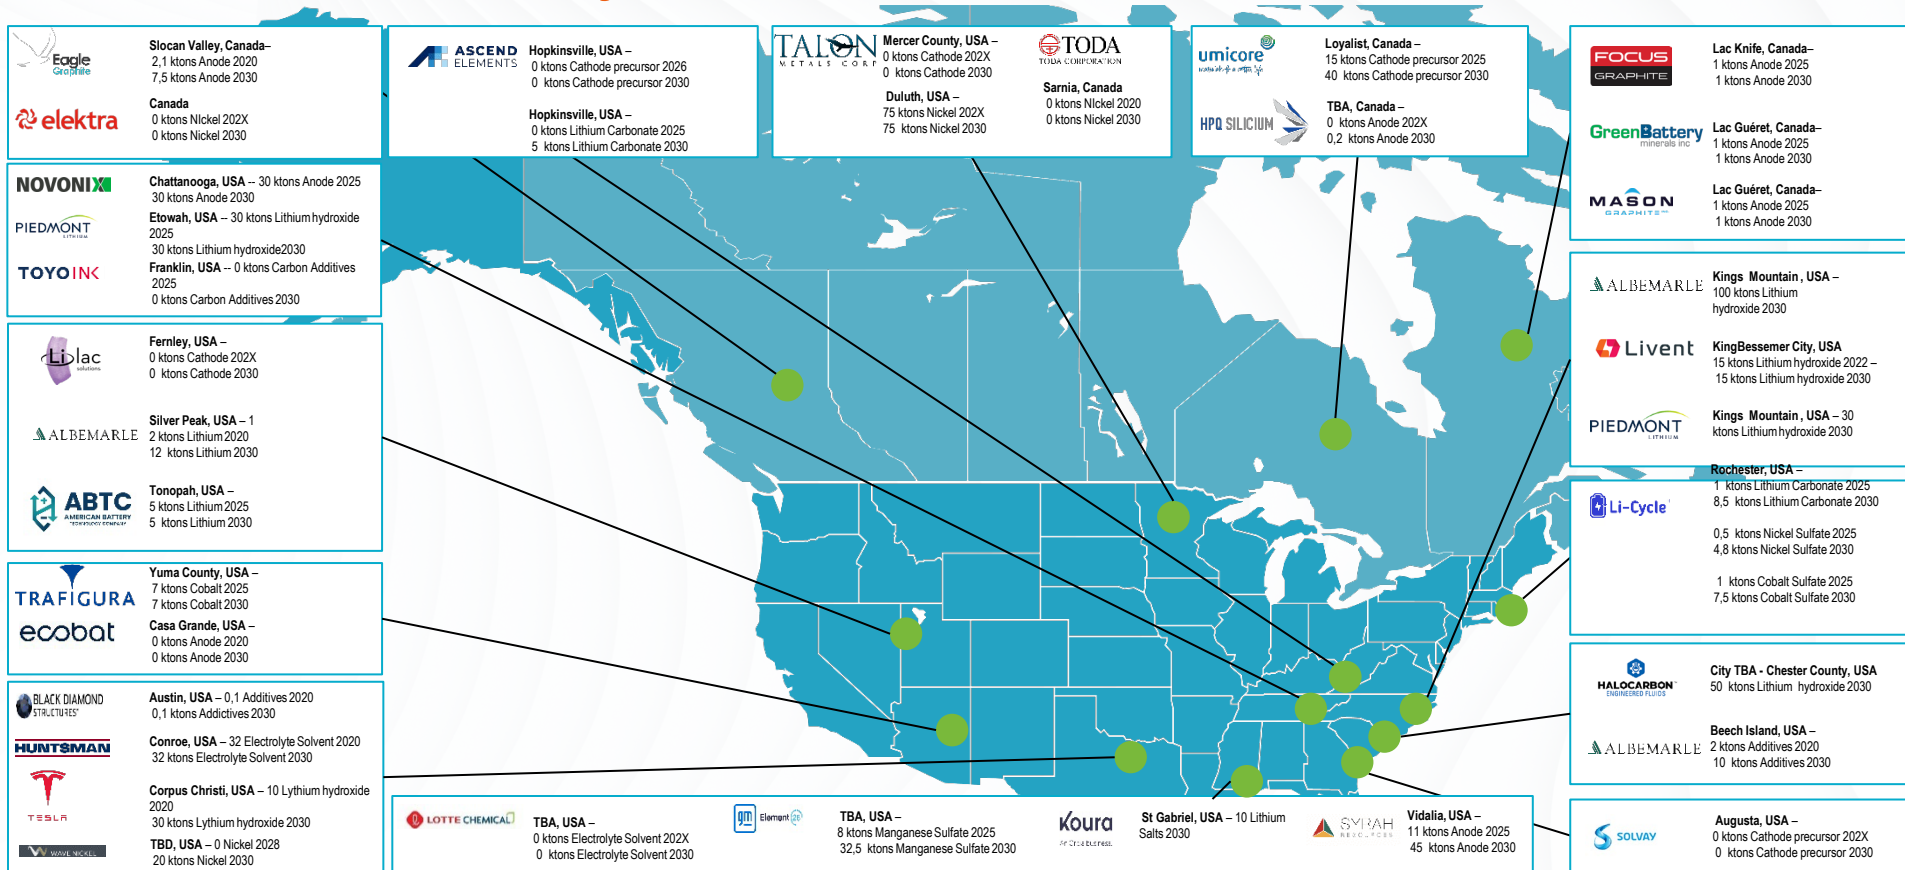 Eagle
Graphite
Slocan Valley, Canada–
2,1 ktons Anode 2020
7,5 ktons Anode 2030
elektra
Canada
0 ktons NIckel 202X
0 ktons Nickel 2030
ASCEND
ELEMENTS
Hopkinsville, USA –
0 ktons Cathode precursor 2026
0 ktons Cathode precursor 2030
Hopkinsville, USA –
0 ktons Lithium Carbonate 2025
5 ktons Lithium Carbonate 2030
TALON
METALS CORP
Mercer County, USA –
0 ktons Cathode 202X
0 ktons Cathode 2030
Duluth, USA –
75 ktons Nickel 202X
75 ktons Nickel 2030
TODA
TODA CORPORATION
Sarnia, Canada
0 ktons NIckel 2020
0 ktons Nickel 2030
umicore
materials for a better life
Loyalist, Canada –
15 ktons Cathode precursor 2025
40 ktons Cathode precursor 2030
HPQ SILICIUM
TBA, Canada –
0 ktons Anode 202X
0,2 ktons Anode 2030
FOCUS
GRAPHITE
Lac Knife, Canada–
1 ktons Anode 2025
1 ktons Anode 2030
GreenBattery
minerals inc
Lac Guéret, Canada–
1 ktons Anode 2025
1 ktons Anode 2030
MASON
GRAPHITE
Lac Guéret, Canada–
1 ktons Anode 2025
1 ktons Anode 2030
NOVONIX
Chattanooga, USA -- 30 ktons Anode 2025
30 ktons Anode 2030
PIEDMONT
LITHIUM
Etowah, USA -- 30 ktons Lithium hydroxide
2025
30 ktons Lithium hydroxide2030
TOYO INK
Franklin, USA -- 0 ktons Carbon Additives
2025
0 ktons Carbon Additives 2030
Lilac
solutions
Fernley, USA –
0 ktons Cathode 202X
0 ktons Cathode 2030
ALBEMARLE
Silver Peak, USA – 1
2 ktons Lithium 2020
12 ktons Lithium 2030
ABTC
AMERICAN BATTERY
TECHNOLOGY COMPANY
Tonopah, USA –
5 ktons Lithium 2025
5 ktons Lithium 2030
TRAFIGURA
Yuma County, USA –
7 ktons Cobalt 2025
7 ktons Cobalt 2030
ecobat
Casa Grande, USA –
0 ktons Anode 2020
0 ktons Anode 2030
BLACK DIAMOND
STRUCTURES
Austin, USA – 0,1 Additives 2020
0,1 ktons Addictives 2030
HUNTSMAN
Conroe, USA – 32 Electrolyte Solvent 2020
32 ktons Electrolyte Solvent 2030
TESLA
Corpus Christi, USA – 10 Lythium hydroxide
2020
30 ktons Lythium hydroxide 2030
WAVE NICKEL
TBD, USA – 0 Nickel 2028
20 ktons Nickel 2030
LOTTE CHEMICAL
TBA, USA –
0 ktons Electrolyte Solvent 202X
0 ktons Electrolyte Solvent 2030
gm
Element 25
TBA, USA –
8 ktons Manganese Sulfate 2025
32,5 ktons Manganese Sulfate 2030
Koura
An Orbia business.
St Gabriel, USA – 10 Lithium
Salts 2030
SYRAH
RESOURCES
Vidalia, USA –
11 ktons Anode 2025
45 ktons Anode 2030
ALBEMARLE
Kings Mountain , USA –
100 ktons Lithium
hydroxide 2030
Livent
KingBessemer City, USA
15 ktons Lithium hydroxide 2022 –
15 ktons Lithium hydroxide 2030
PIEDMONT
LITHIUM
Kings Mountain , USA – 30
ktons Lithium hydroxide 2030
Li-Cycle
Rochester, USA –
1 ktons Lithium Carbonate 2025
8,5 ktons Lithium Carbonate 2030
0,5 ktons Nickel Sulfate 2025
4,8 ktons Nickel Sulfate 2030
1 ktons Cobalt Sulfate 2025
7,5 ktons Cobalt Sulfate 2030
HALOCARBON
ENGINEERED FLUIDS
City TBA - Chester County, USA
50 ktons Lithium hydroxide 2030
ALBEMARLE
Beech Island, USA –
2 ktons Additives 2020
10 ktons Additives 2030
SOLVAY
Augusta, USA –
0 ktons Cathode precursor 202X
0 ktons Cathode precursor 2030